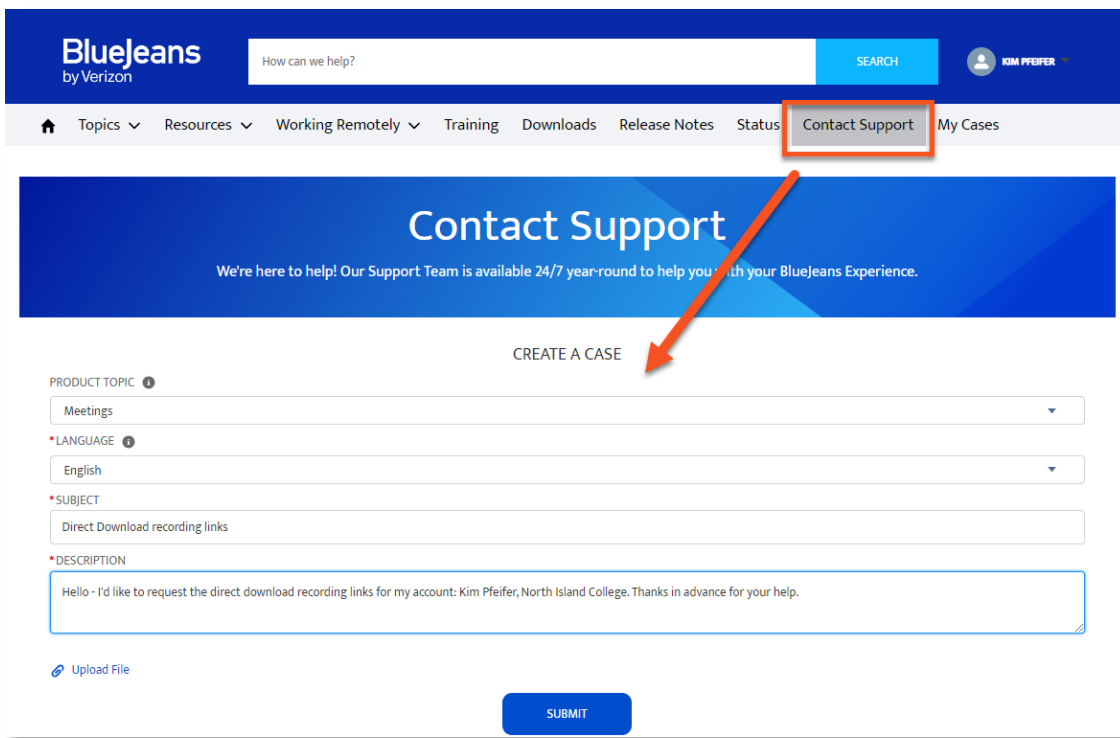 BlueJeans
by Verizon
How can we help?
SEARCH
KIM PFEIFER
Topics
Resources
Working Remotely
Training
Downloads
Release Notes
Status
Contact Support
My Cases
Contact Support
We're here to help! Our Support Team is available 24/7 year-round to help you with your BlueJeans Experience.
CREATE A CASE
PRODUCT TOPIC
Meetings
*LANGUAGE
English
*SUBJECT
Direct Download recording links
*DESCRIPTION
Hello - I'd like to request the direct download recording links for my account: Kim Pfeifer, North Island College. Thanks in advance for your help.
Upload File
SUBMIT